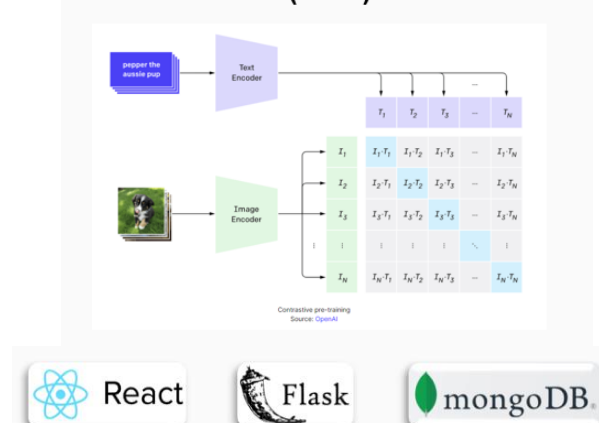 pepper the
aussie pup
Text
Encoder
...
T1 T2 T3 ... TN
I1 I1·T1 I1·T2 I1·T3 ... I1·TN
I2 I2·T1 I2·T2 I2·T3 ... I2·TN
Image
Encoder
I3 I3·T1 I3·T2 I3·T3 ... I3·TN
⋮ ⋮ ⋮ ⋮ ⋱ ⋮
IN IN·T1 IN·T2 IN·T3 ... IN·TN
Contrastive pre-training
Source: OpenAI
React
Flask
mongoDB.